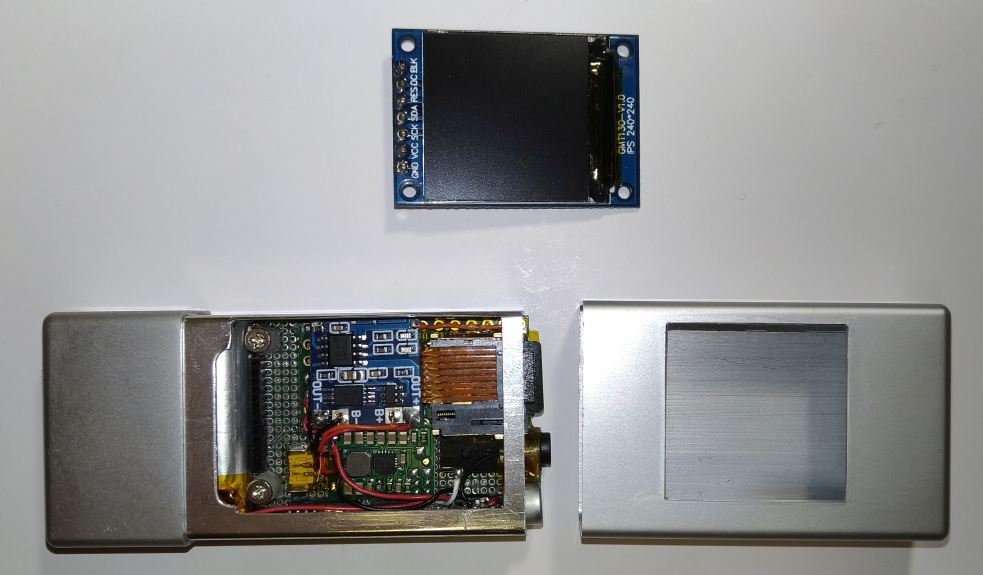 GND VCC SCK SDA RES DC BLK
GMT130-V1.0
IPS 240*240
OUT-
OUT+
B-
B+